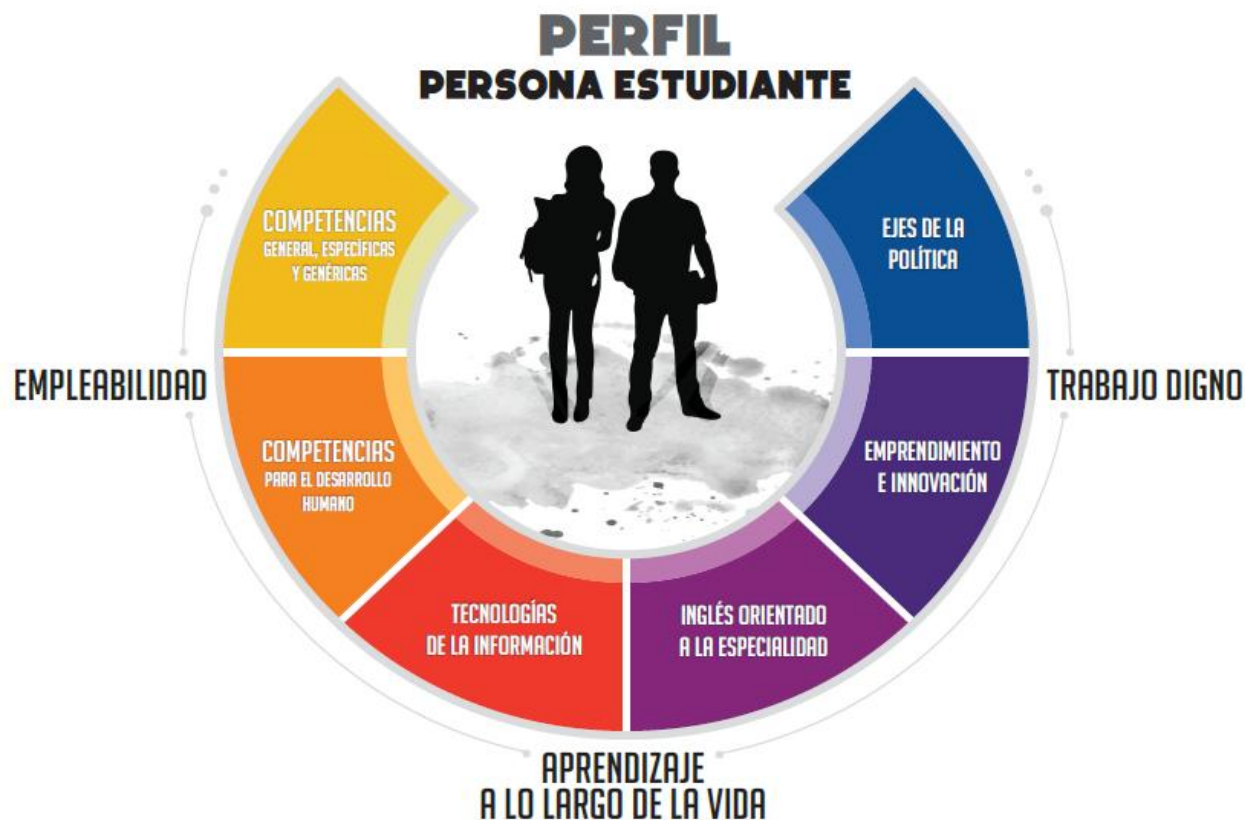 PERFIL
PERSONA ESTUDIANTE
COMPETENCIAS
GENERAL, ESPECÍFICAS
Y GENÉRICAS
EJES DE LA
POLÍTICA
EMPLEABILIDAD
TRABAJO DIGNO
COMPETENCIAS
PARA EL DESARROLLO
HUMANO
EMPRENDIMIENTO
E INNOVACIÓN
TECNOLOGÍAS
DE LA INFORMACIÓN
INGLÉS ORIENTADO
A LA ESPECIALIDAD
APRENDIZAJE
A LO LARGO DE LA VIDA